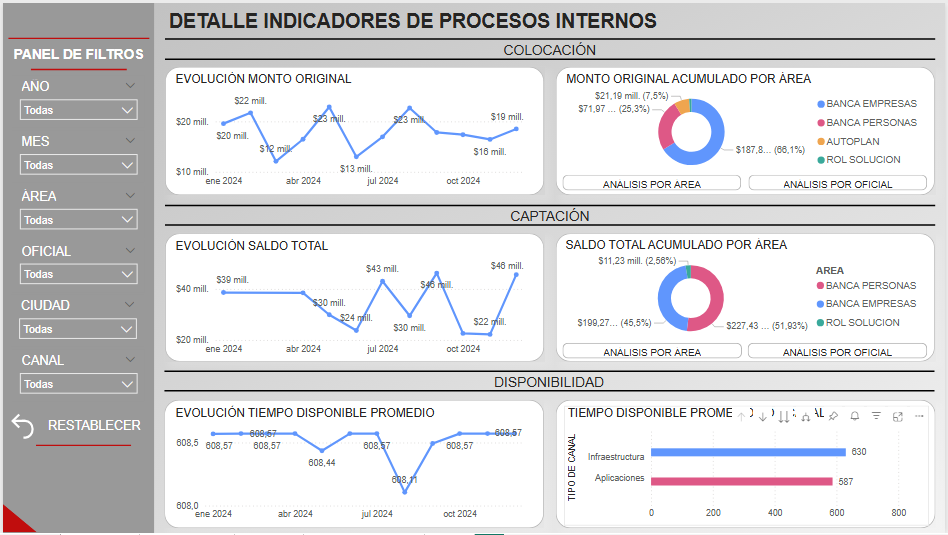 DETALLE INDICADORES DE PROCESOS INTERNOS
PANEL DE FILTROS
AÑO
Todas
MES
Todas
ÁREA
Todas
OFICIAL
Todas
CIUDAD
Todas
CANAL
Todas
RESTABLECER
COLOCACIÓN
EVOLUCIÓN MONTO ORIGINAL
$20 mill.
$10 mill.
$20 mill.
$22 mill.
$12 mill.
$23 mill.
$13 mill.
$23 mill.
$16 mill.
$19 mill.
ene 2024
abr 2024
jul 2024
oct 2024
MONTO ORIGINAL ACUMULADO POR ÁREA
$21,19 mill. (7,5%)
$71,97 ... (25,3%)
$187,8... (66,1%)
BANCA EMPRESAS
BANCA PERSONAS
AUTOPLAN
ROL SOLUCION
ANALISIS POR AREA
ANALISIS POR OFICIAL
CAPTACIÓN
EVOLUCIÓN SALDO TOTAL
$40 mill.
$20 mill.
$39 mill.
$30 mill.
$24 mill.
$43 mill.
$30 mill.
$46 mill.
$22 mill.
$46 mill.
ene 2024
abr 2024
jul 2024
oct 2024
SALDO TOTAL ACUMULADO POR ÁREA
$11,23 mill. (2,56%)
$199,27... (45,5%)
$227,43 ... (51,93%)
AREA
BANCA PERSONAS
BANCA EMPRESAS
ROL SOLUCION
ANALISIS POR AREA
ANALISIS POR OFICIAL
DISPONIBILIDAD
EVOLUCIÓN TIEMPO DISPONIBLE PROMEDIO
608,5
608,0
608,57
608,57
608,57
608,44
608,57
608,11
608,57
608,57
ene 2024
abr 2024
jul 2024
oct 2024
TIEMPO DISPONIBLE PROME
TIPO DE CANAL
Infraestructura
630
Aplicaciones
587
0
200
400
600
800